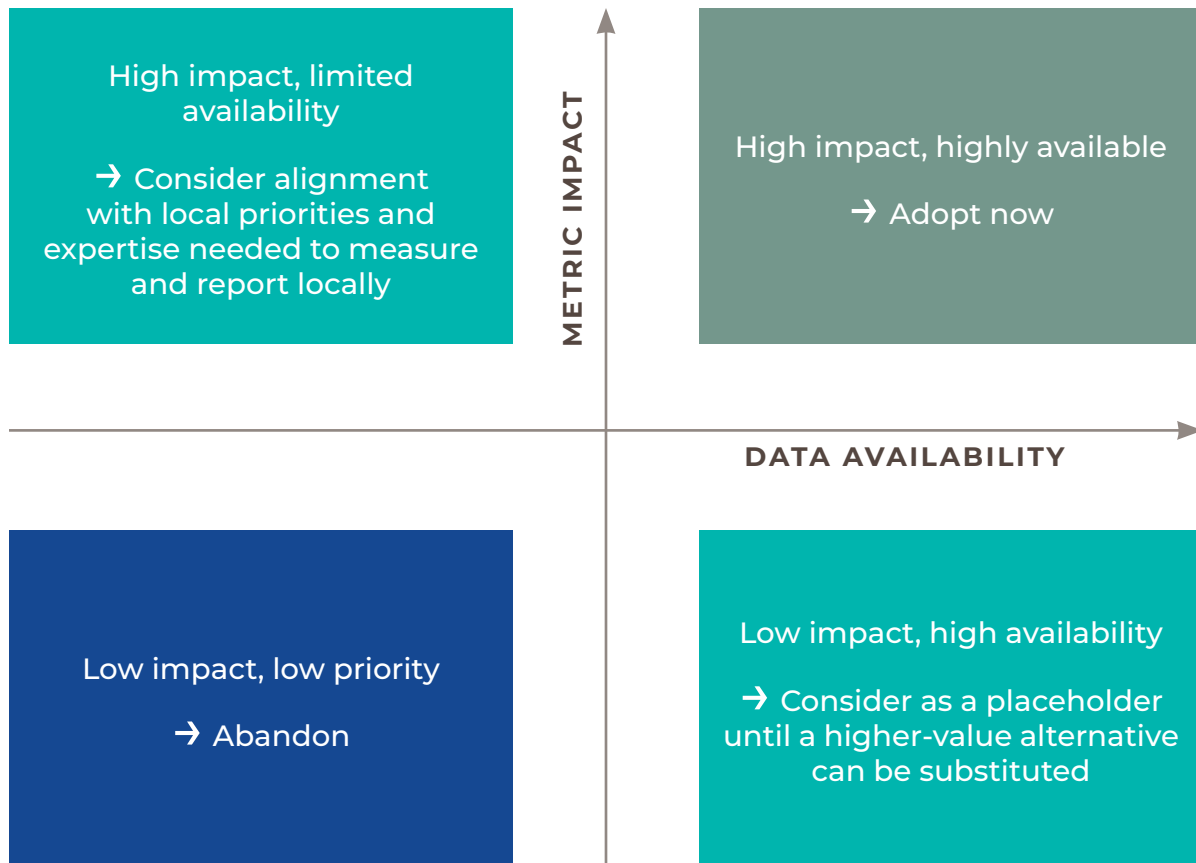 High impact, limited
availability
→ Consider alignment
with local priorities and
expertise needed to measure
and report locally
METRIC IMPACT
High impact, highly available
→ Adopt now
DATA AVAILABILITY
Low impact, low priority
→ Abandon
Low impact, high availability
→ Consider as a placeholder
until a higher-value alternative
can be substituted